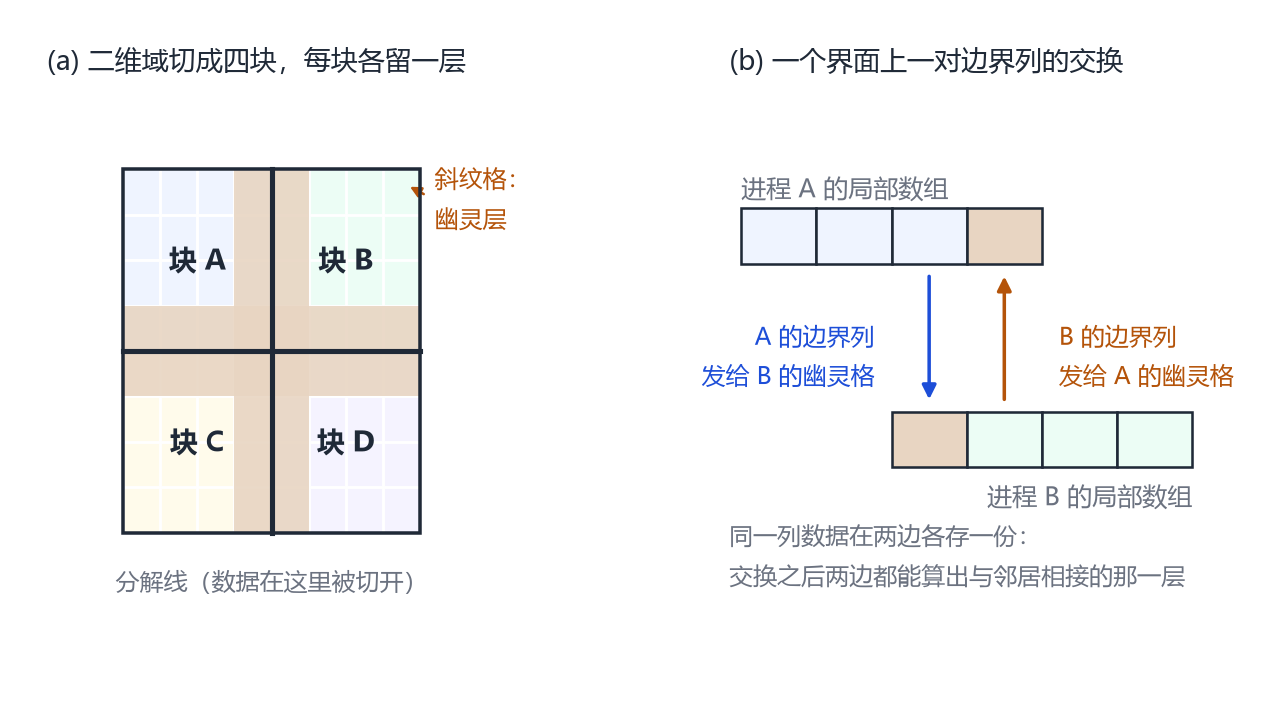 (a) 二维域切成四块，每块各留一层
斜纹格：
幽灵层
块 A
块 B
块 C
块 D
分解线（数据在这里被切开）
(b) 一个界面上一对边界列的交换
进程 A 的局部数组
A 的边界列
发给 B 的幽灵格
B 的边界列
发给 A 的幽灵格
进程 B 的局部数组
同一列数据在两边各存一份：
交换之后两边都能算出与邻居相接的那一层